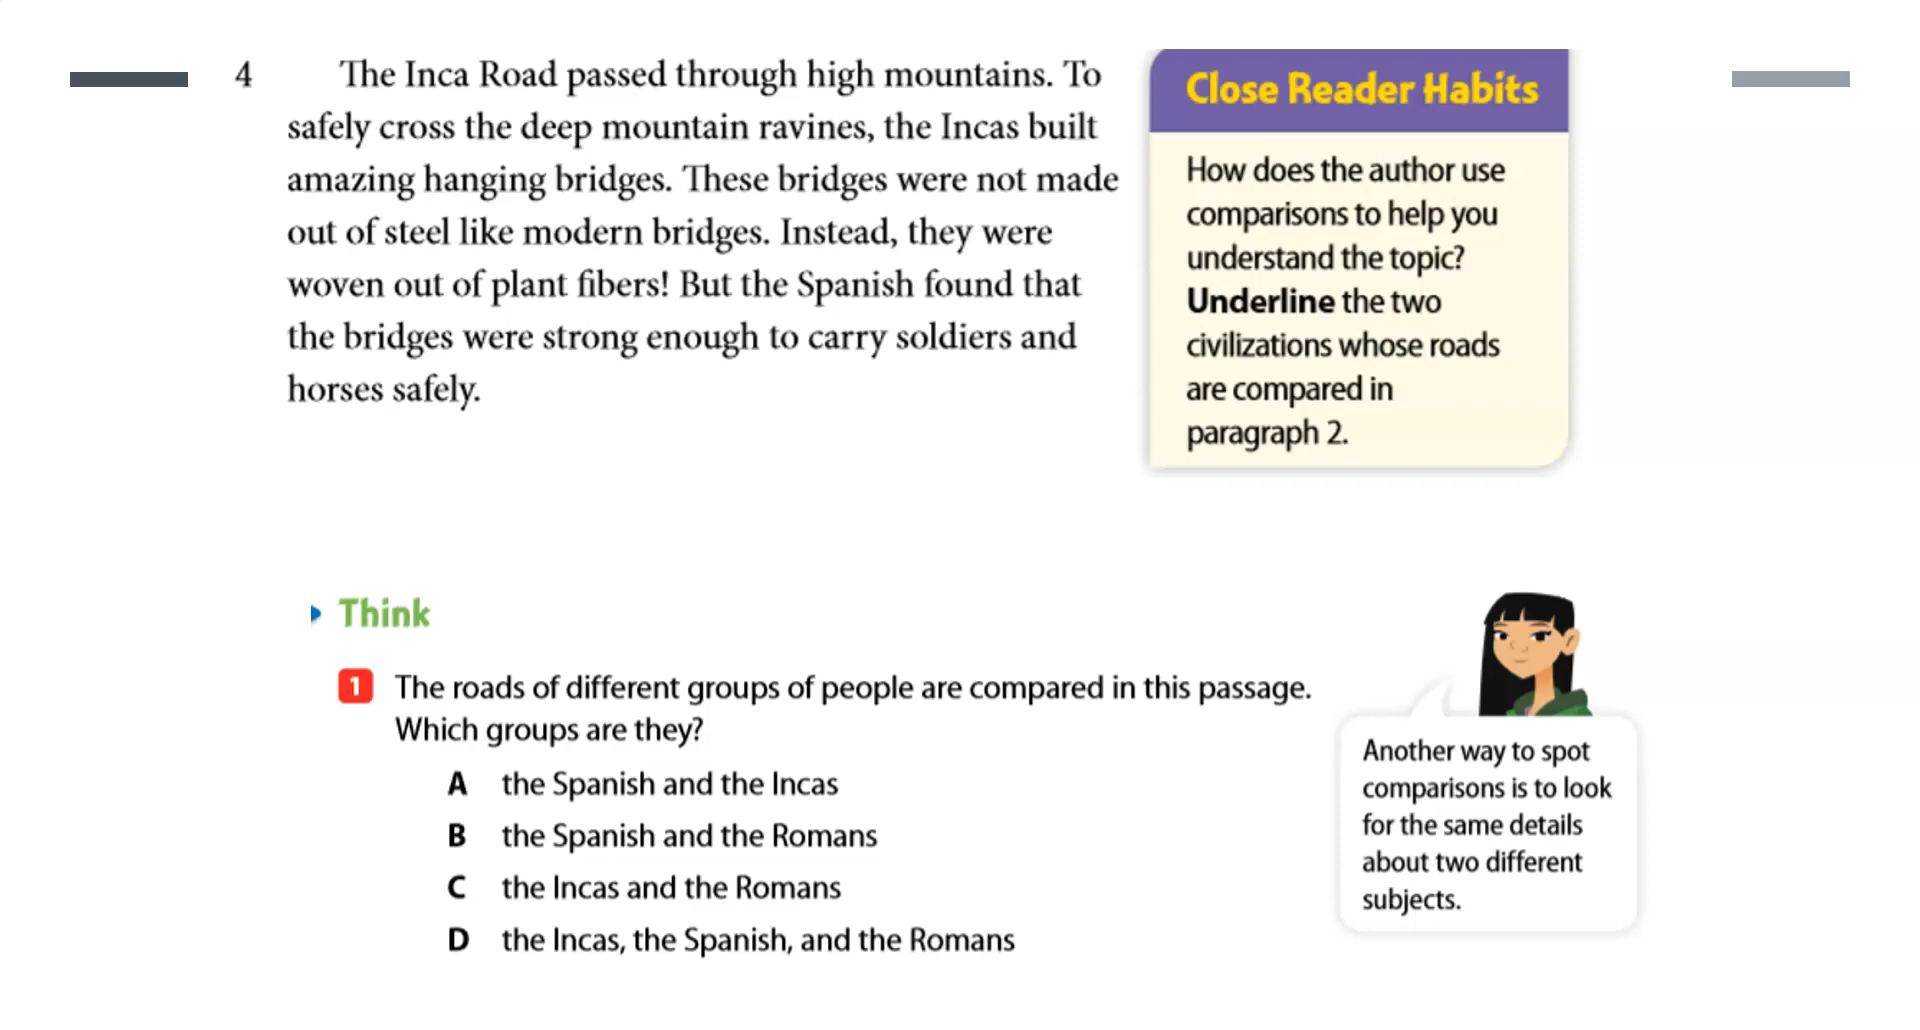 4 The Inca Road passed through high mountains. To
safely cross the deep mountain ravines, the Incas built
amazing hanging bridges. These bridges were not made
out of steel like modern bridges. Instead, they were
woven out of plant fibers! But the Spanish found that
the bridges were strong enough to carry soldiers and
horses safely.
Close Reader Habits
How does the author use
comparisons to help you
understand the topic?
Underline the two
civilizations whose roads
are compared in
paragraph 2.
Think
1 The roads of different groups of people are compared in this passage.
Which groups are they?
A the Spanish and the Incas
B the Spanish and the Romans
C the Incas and the Romans
D the Incas, the Spanish, and the Romans
Another way to spot
comparisons is to look
for the same details
about two different
subjects.